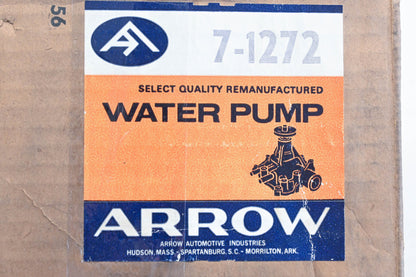 56
7-1272
SELECT QUALITY REMANUFACTURED
WATER PUMP
ARROW
ARROW AUTOMOTIVE INDUSTRIES
HUDSON, MASS. - SPARTANBURG, S.C. - MORRILTON, ARK.